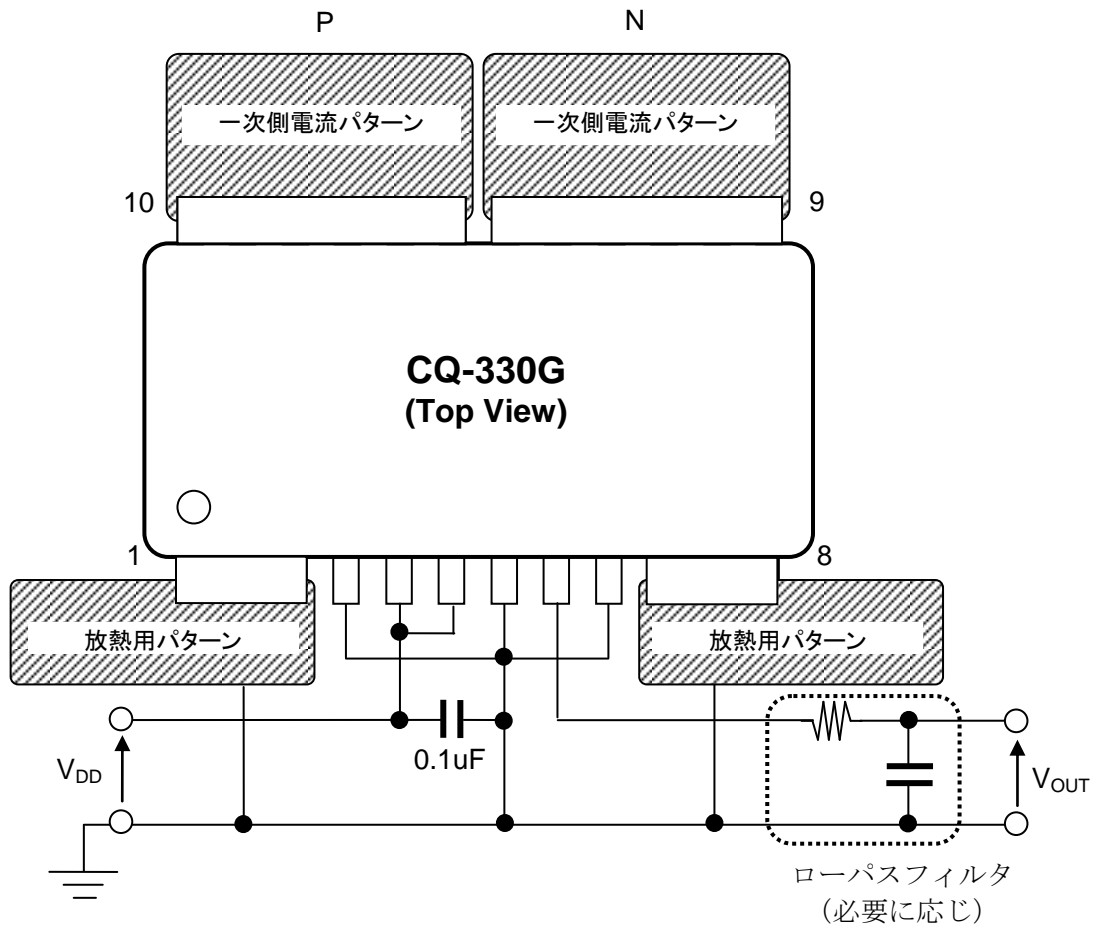 P
N
一次側電流パターン
一次側電流パターン
10
9
CQ-330G
(Top View)
1
8
放熱用パターン
放熱用パターン
0.1uF
VDD
VOUT
ローパスフィルタ
（必要に応じ）